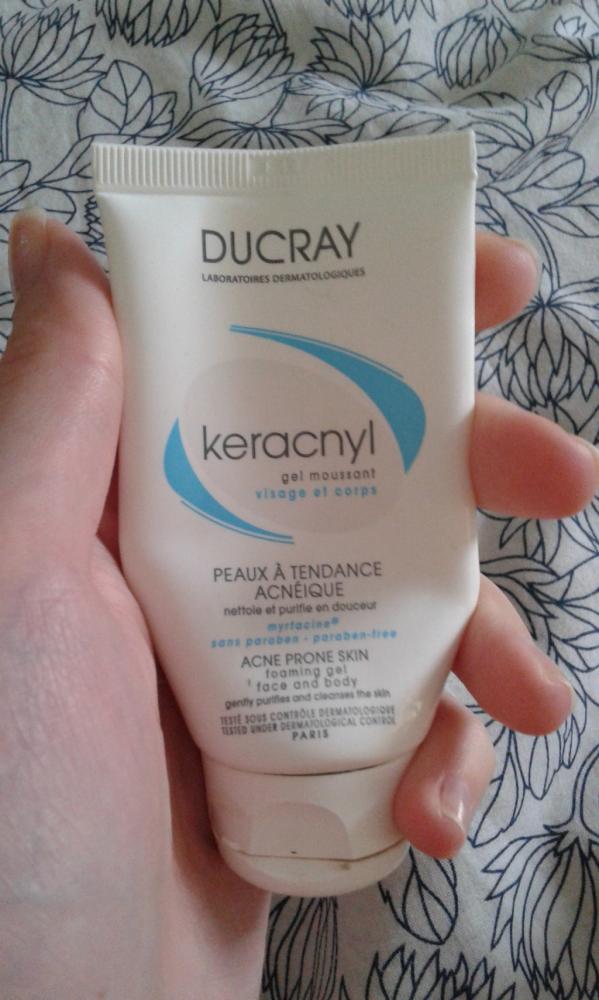 DUCRAY
LABORATOIRES DERMATOLOGIQUES
keracnyl
gel moussant
visage et corps
PEAUX À TENDANCE
ACNÉIQUE
nettoie et purifie en douceur
myrtacine®
sans paraben - paraben-free
ACNE PRONE SKIN
foaming gel
face and body
gently purifies and cleanses the skin
TESTÉ SOUS CONTRÔLE DERMATOLOGIQUE
TESTED UNDER DERMATOLOGICAL CONTROL
PARIS